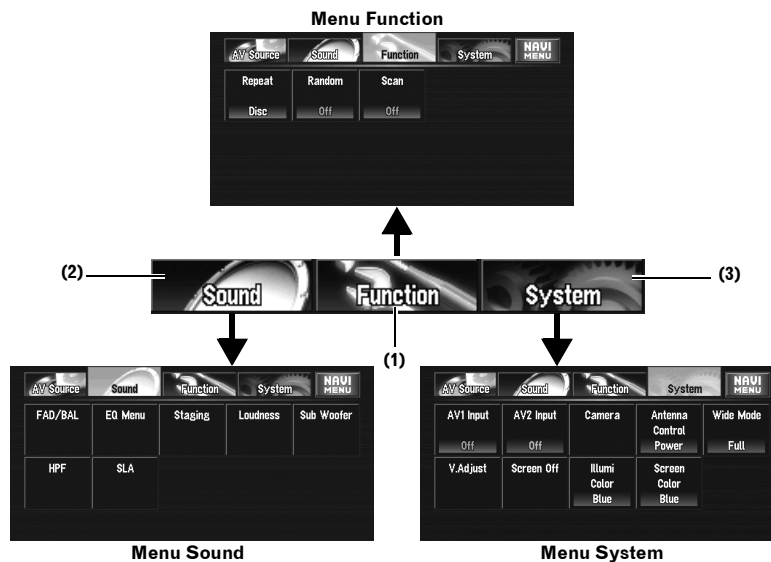 Menu Function
AV Source Sound Function System NAVI MENU
Repeat Random Scan
Disc Off Off
(2) (3)
Sound Function System
(1)
AV Source Sound Function System NAVI MENU
FAD/BAL EQ Menu Staging Loudness Sub Woofer
HPF SLA
Menu Sound
AV Source Sound Function System NAVI MENU
AV1 Input AV2 Input Camera Antenna Control Power Wide Mode
Off Off Full
V.Adjust Screen Off Illumi Color Blue Screen Color Blue
Menu System